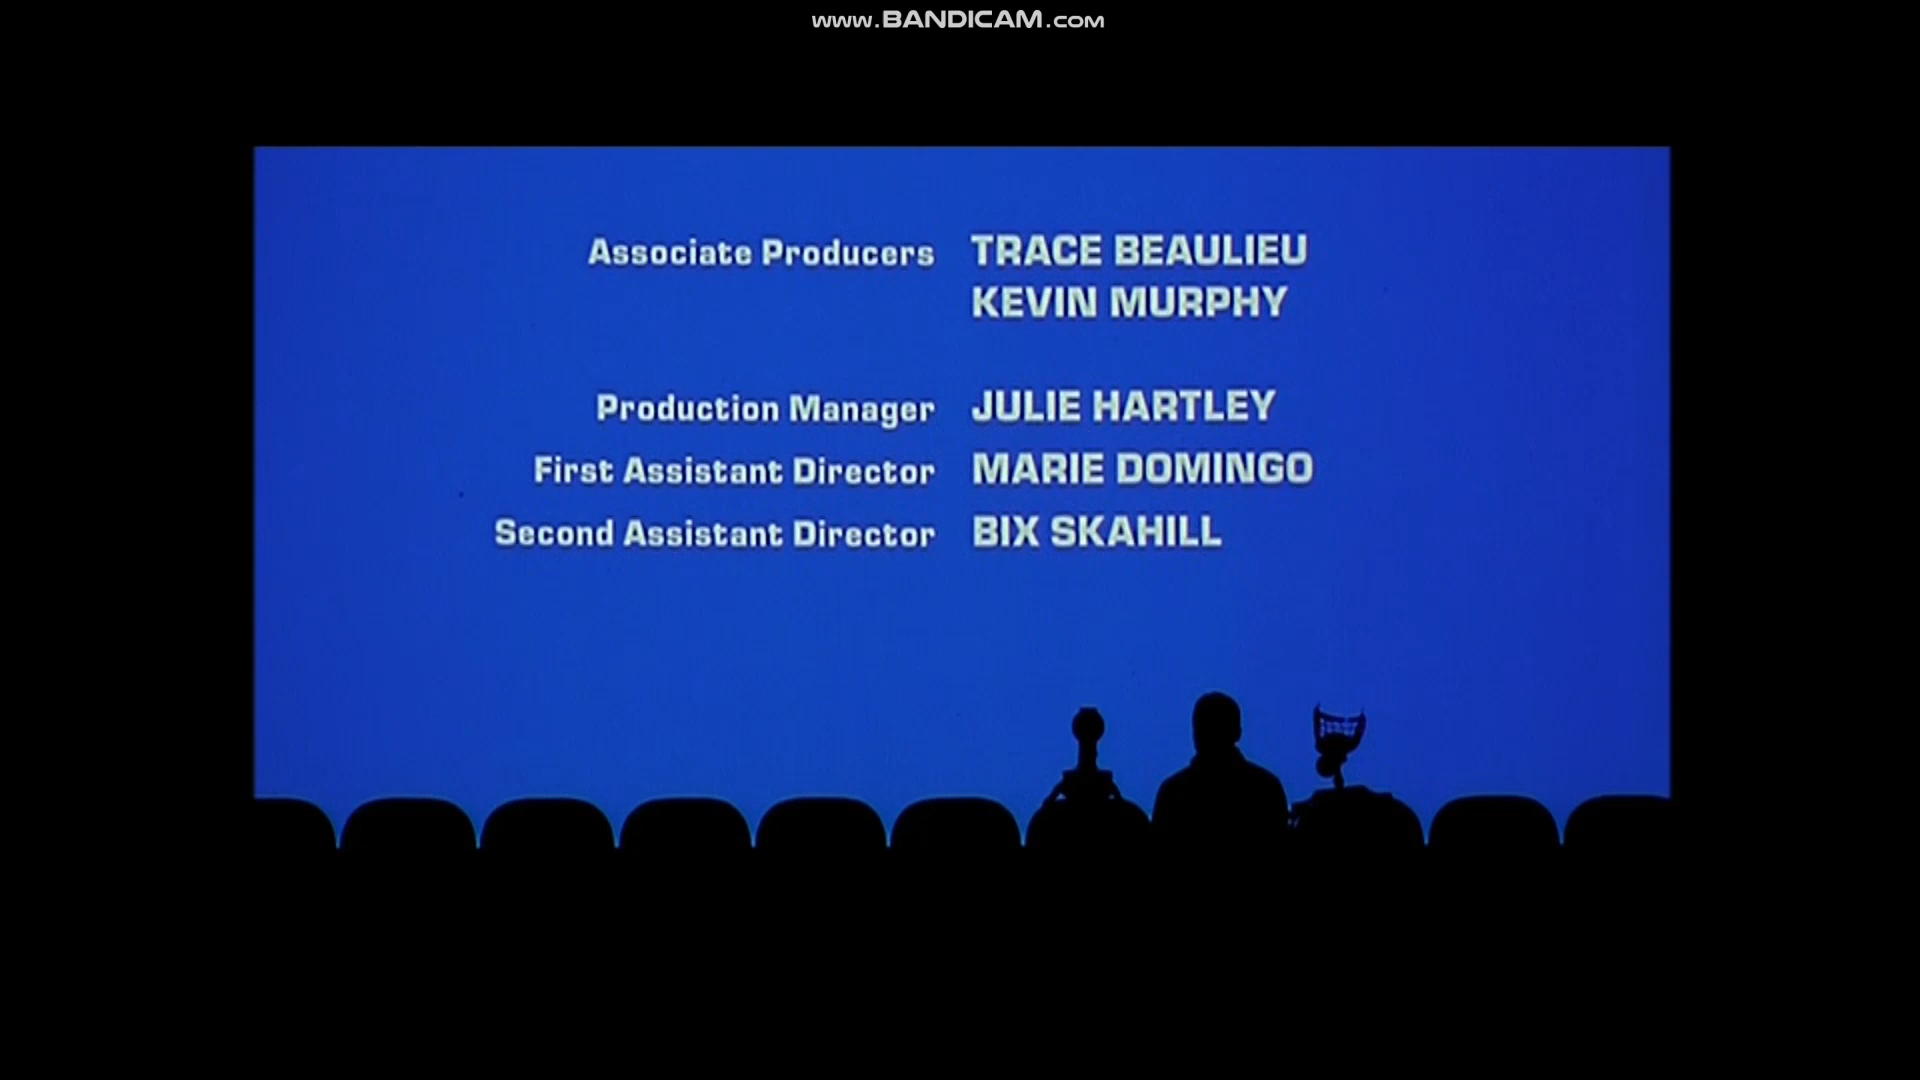 www.BANDICAM.com
Associate Producers TRACE BEAULIEU
KEVIN MURPHY
Production Manager JULIE HARTLEY
First Assistant Director MARIE DOMINGO
Second Assistant Director BIX SKAHILL